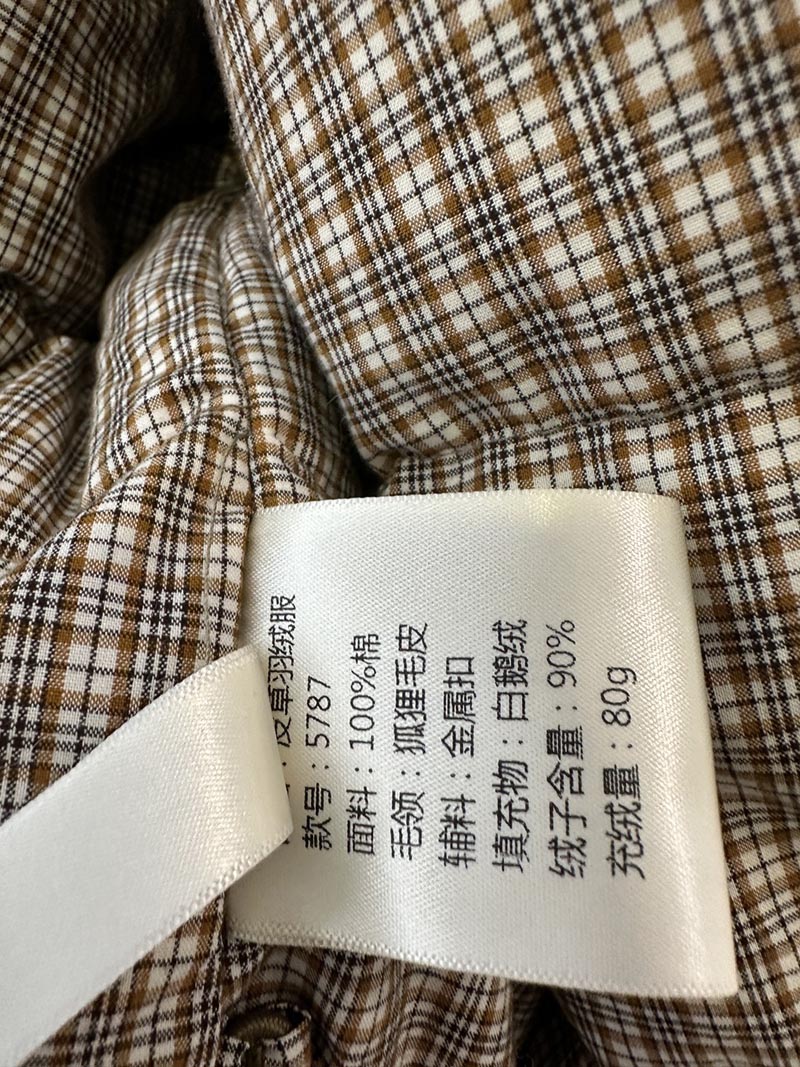 ：皮草羽绒服
款号：5787
面料：100%棉
毛领：狐狸毛皮
辅料：金属扣
填充物：白鹅绒
绒子含量：90%
充绒量：80g